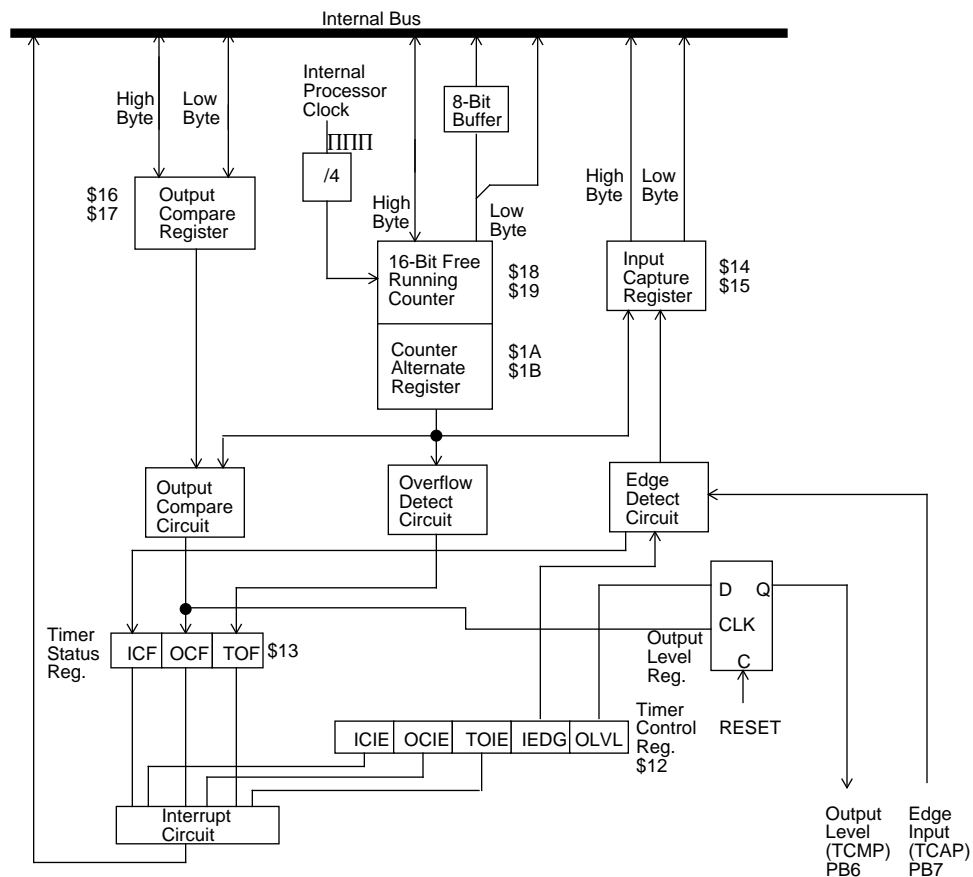 Internal Bus
High
Byte
Low
Byte
Internal
Processor
Clock
/4
8-Bit
Buffer
High
Byte
Low
Byte
High
Byte
Low
Byte
$16
$17
Output
Compare
Register
16-Bit Free
Running
Counter
$18
$19
Counter
Alternate
Register
$1A
$1B
Input
Capture
Register
$14
$15
Output
Compare
Circuit
Overflow
Detect
Circuit
Edge
Detect
Circuit
D Q
CLK
C
Output
Level
Reg.
RESET
Timer
Status
Reg.
ICF OCF TOF
$13
ICIE OCIE TOIE IEDG OLVL
Timer
Control
Reg.
$12
Interrupt
Circuit
Output
Level
(TCMP)
PB6
Edge
Input
(TCAP)
PB7